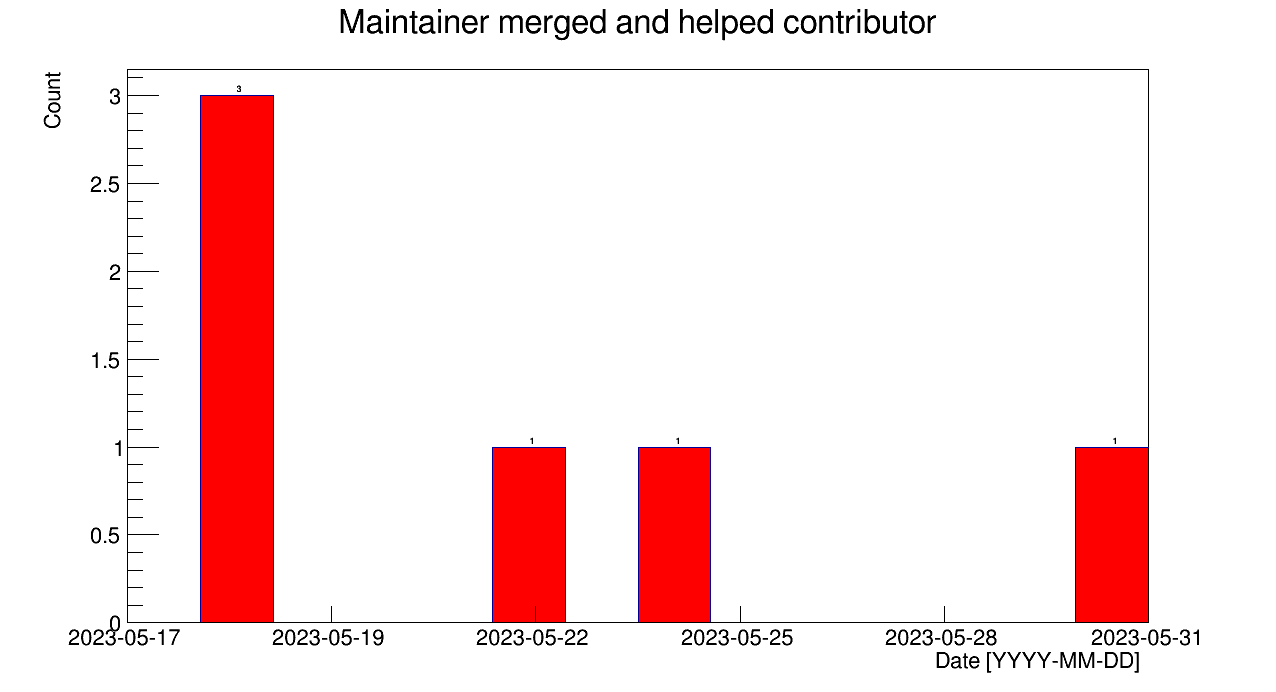 Maintainer merged and helped contributor
Count
3
2.5
2
1.5
1
0.5
0
3
1
1
1
2023-05-17 2023-05-19 2023-05-22 2023-05-25 2023-05-28 2023-05-31
Date [YYYY-MM-DD]